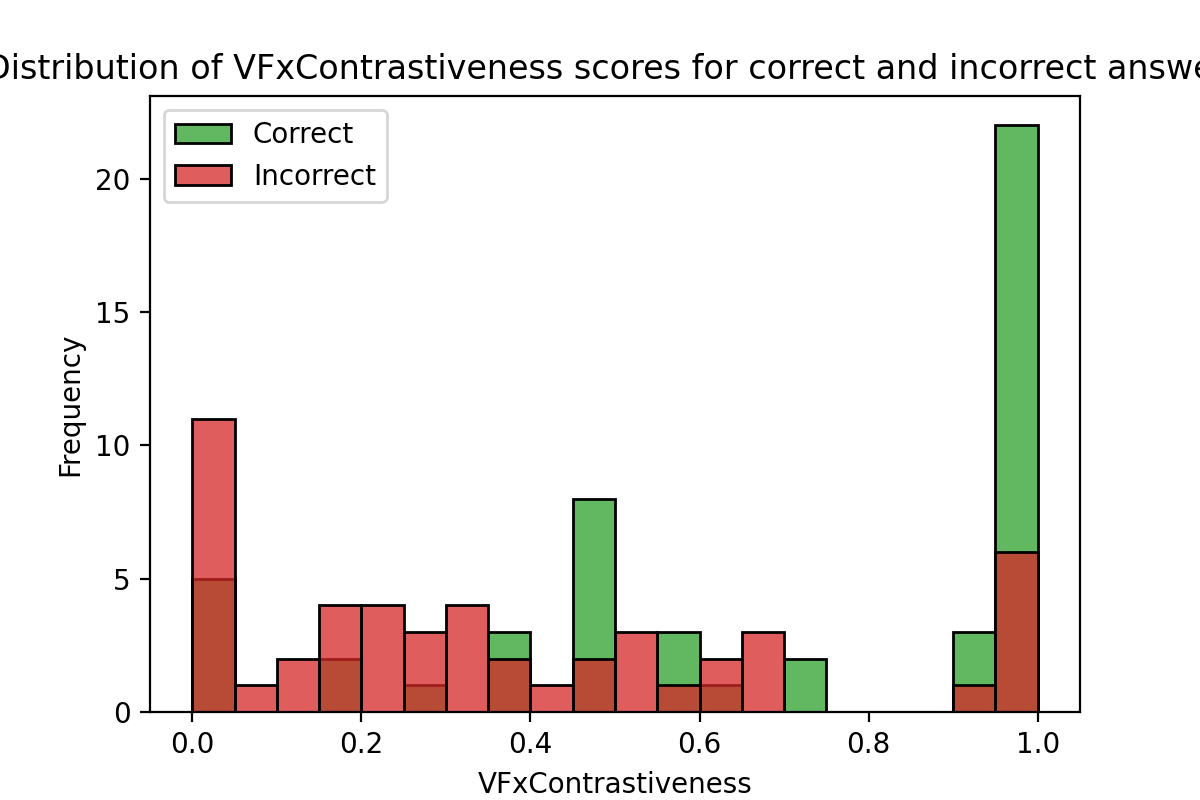 Distribution of VFxContrastiveness scores for correct and incorrect answe
Correct
Incorrect
20
15
10
5
0
Frequency
0.0 0.2 0.4 0.6 0.8 1.0
VFxContrastiveness